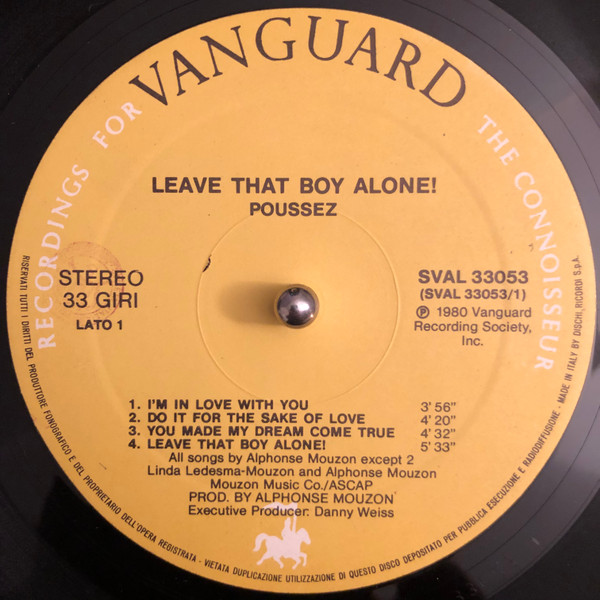 RECORDINGS FOR VANGUARD THE CONNOISSEUR
LEAVE THAT BOY ALONE!
POUSSEZ
STEREO
33 GIRI
LATO 1
SVAL 33053
(SVAL 33053/1)
℗ 1980 Vanguard
Recording Society,
Inc.
1. I'M IN LOVE WITH YOU 3'56"
2. DO IT FOR THE SAKE OF LOVE 4'20"
3. YOU MADE MY DREAM COME TRUE 4'32"
4. LEAVE THAT BOY ALONE! 5'33"
All songs by Alphonse Mouzon except 2
Linda Ledesma-Mouzon and Alphonse Mouzon
Mouzon Music Co./ASCAP
PROD. BY ALPHONSE MOUZON
Executive Producer: Danny Weiss
RISERVATI TUTTI I DIRITTI DEL PRODUTTORE FONOGRAFICO E DEL PROPRIETARIO DELL'OPERA REGISTRATA - VIETATA DUPLICAZIONE UTILIZZAZIONE DI QUESTO DISCO DEPOSITATO PER PUBBLICA ESECUZIONE E RADIODIFFUSIONE - MADE IN ITALY BY DISCHI, RICORDI S.p.A.